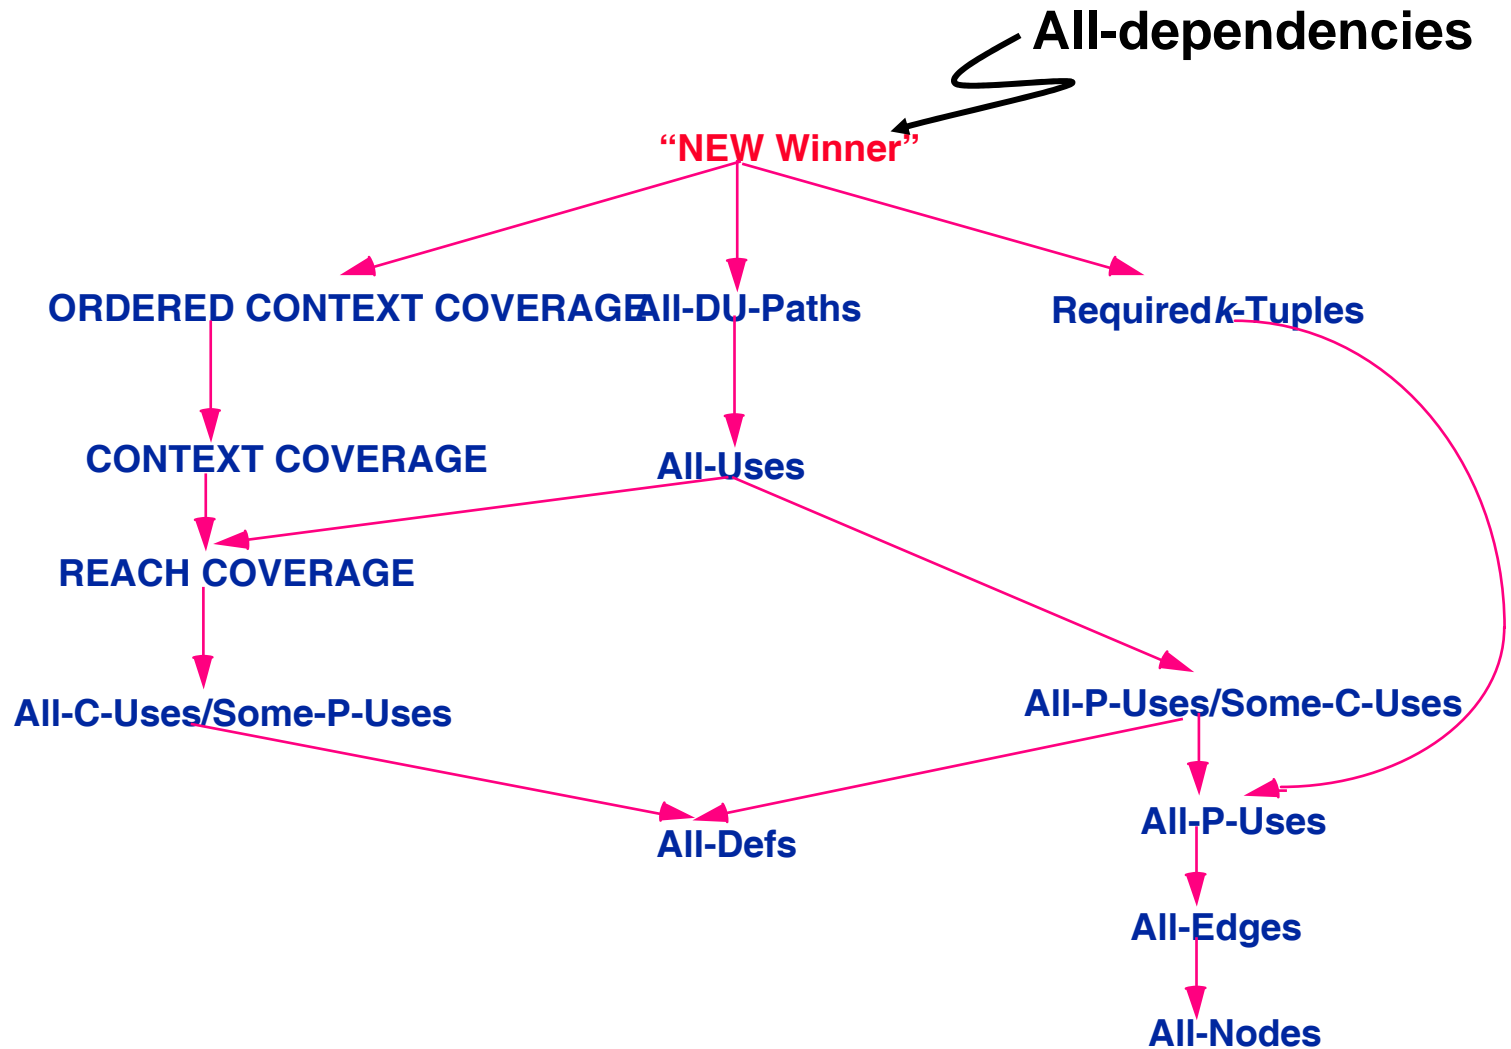 All-dependencies
“NEW Winner”
ORDERED CONTEXT COVERAGE
All-DU-Paths
Required k-Tuples
CONTEXT COVERAGE
All-Uses
REACH COVERAGE
All-C-Uses/Some-P-Uses
All-P-Uses/Some-C-Uses
All-P-Uses
All-Defs
All-Edges
All-Nodes